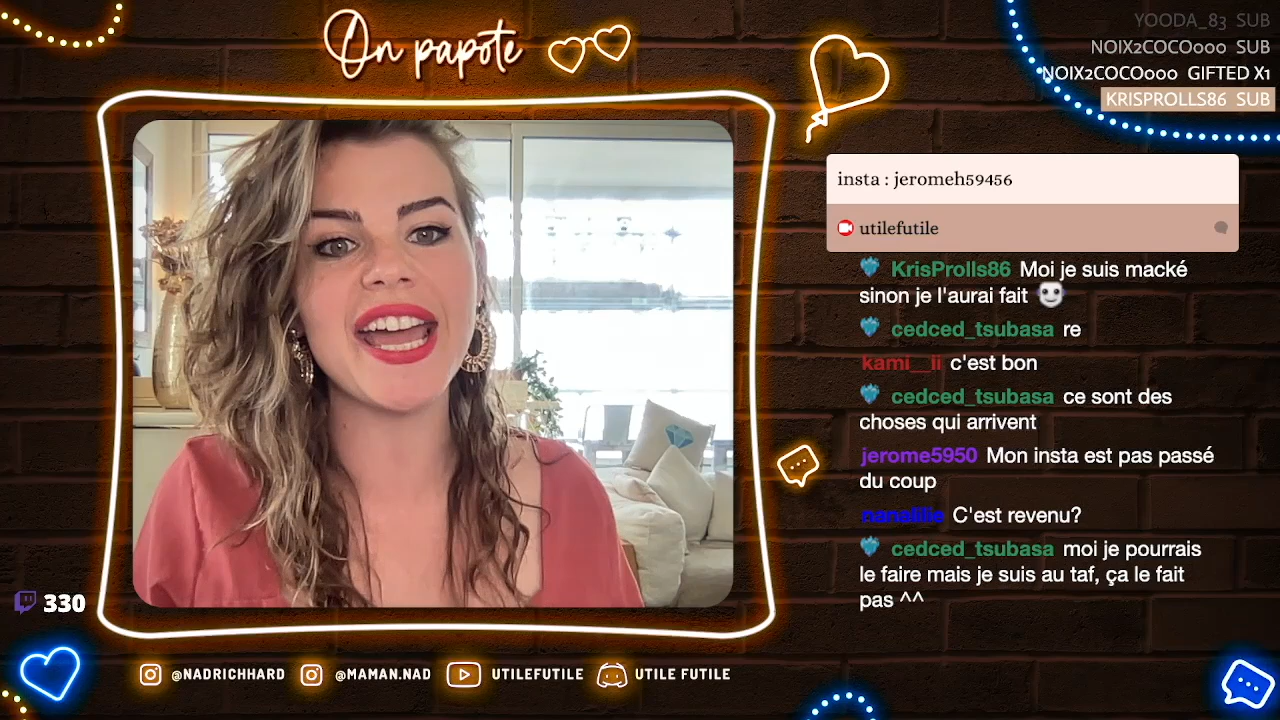 On papote
YOODA_83 SUB
NOIX2COCO000 SUB
NOIX2COCO000 GIFTED X1
KRISPROLLS86 SUB
insta : jeromeh59456
utilefutile
KrisProlls86 Moi je suis macké
sinon je l'aurai fait
cedced_tsubasa re
kami__ii c'est bon
cedced_tsubasa ce sont des
choses qui arrivent
jerome5950 Mon insta est pas passé
du coup
nanalilie C'est revenu?
cedced_tsubasa moi je pourrais
le faire mais je suis au taf, ça le fait
pas ^^
330
@NADRICHHARD @MAMAN.NAD UTILEFUTILE UTILE FUTILE